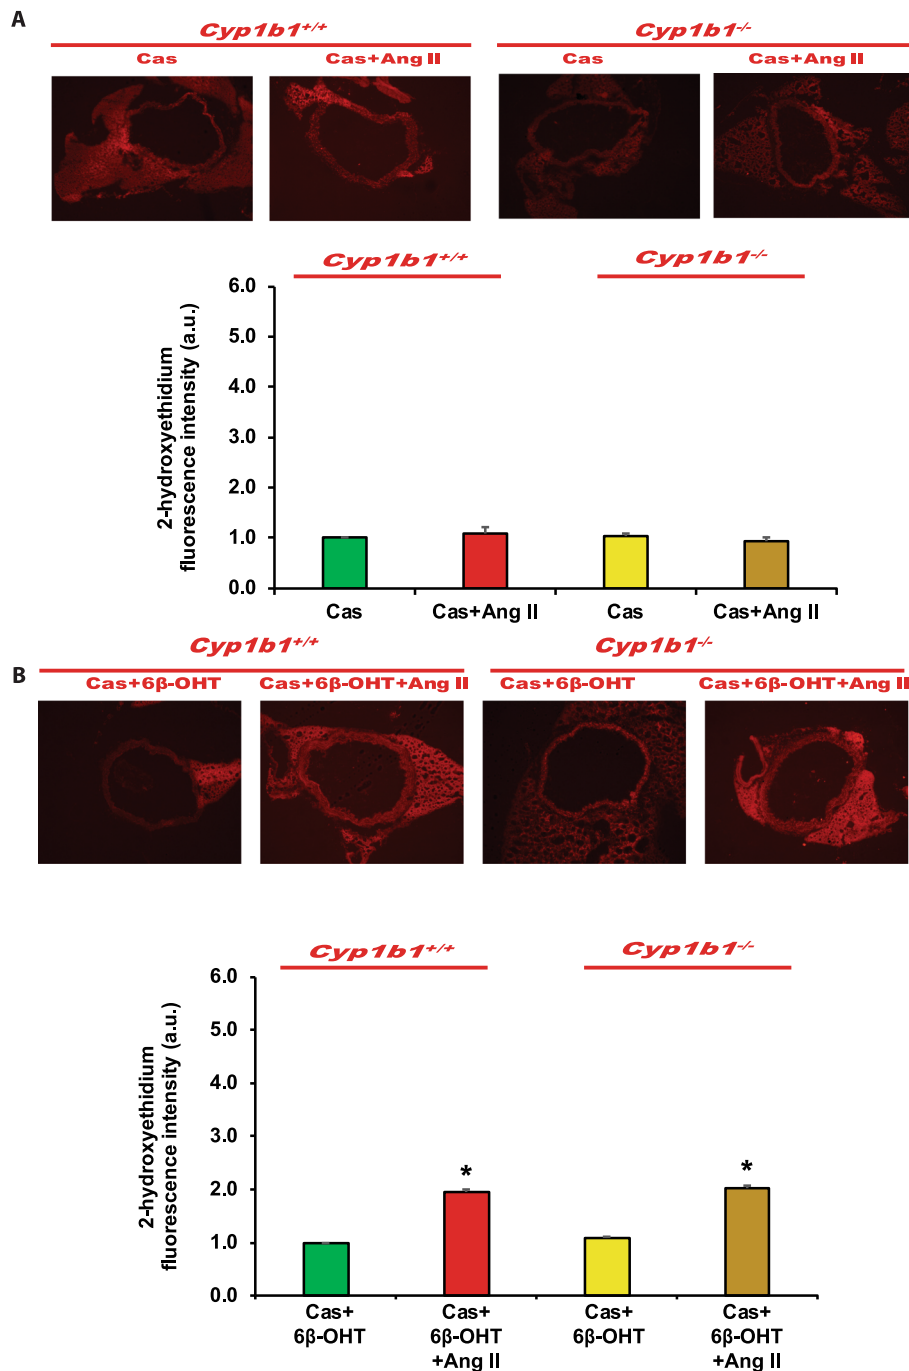 A
Cyp1b1+/+
Cyp1b1-/-
Cas
Cas+Ang II
Cas
Cas+Ang II
Cyp1b1+/+
Cyp1b1-/-
2-hydroxyethidium
fluorescence intensity (a.u.)
6.0
5.0
4.0
3.0
2.0
1.0
0.0
Cas
Cas+Ang II
Cas
Cas+Ang II
B
Cyp1b1+/+
Cyp1b1-/-
Cas+6β-OHT
Cas+6β-OHT+Ang II
Cas+6β-OHT
Cas+6β-OHT+Ang II
Cyp1b1+/+
Cyp1b1-/-
2-hydroxyethidium
fluorescence intensity (a.u.)
6.0
5.0
4.0
3.0
2.0
1.0
0.0
*
*
Cas+
6β-OHT
Cas+
6β-OHT
+Ang II
Cas+
6β-OHT
Cas+
6β-OHT
+Ang II